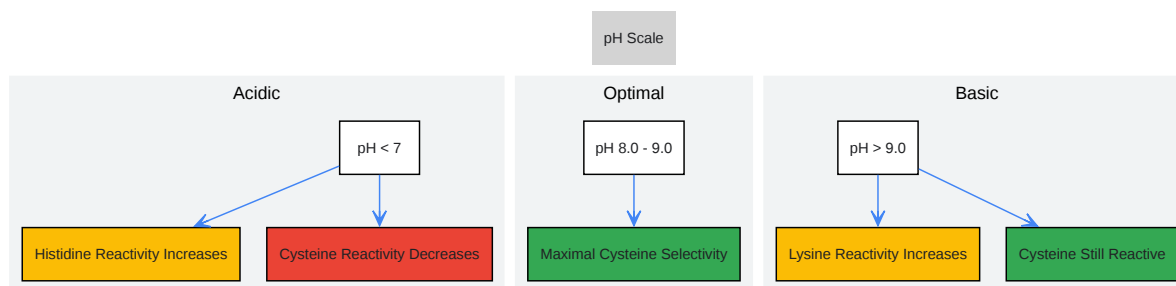 pH Scale
Acidic
Optimal
Basic
pH < 7
pH 8.0 - 9.0
pH > 9.0
Histidine Reactivity Increases
Cysteine Reactivity Decreases
Maximal Cysteine Selectivity
Lysine Reactivity Increases
Cysteine Still Reactive